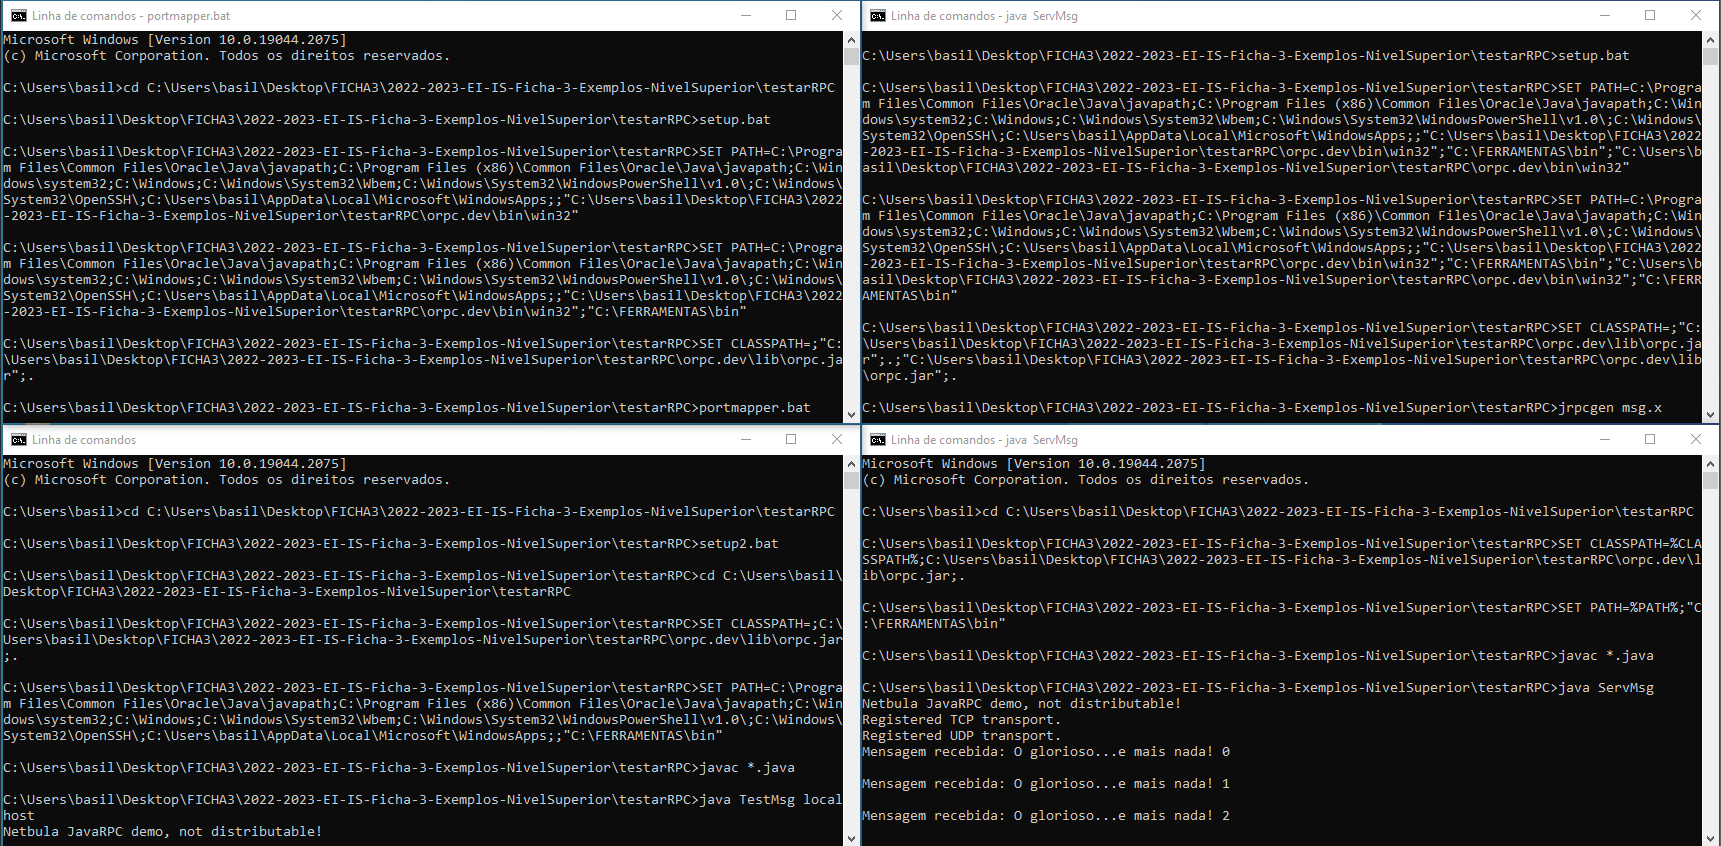 Linha de comandos - portmapper.bat
Microsoft Windows [Version 10.0.19044.2075]
(c) Microsoft Corporation. Todos os direitos reservados.
C:\Users\basil>cd C:\Users\basil\Desktop\FICHA3\2022-2023-EI-IS-Ficha-3-Exemplos-NivelSuperior\testarRPC
C:\Users\basil\Desktop\FICHA3\2022-2023-EI-IS-Ficha-3-Exemplos-NivelSuperior\testarRPC>setup.bat
C:\Users\basil\Desktop\FICHA3\2022-2023-EI-IS-Ficha-3-Exemplos-NivelSuperior\testarRPC>SET PATH=C:\Progra
m Files\Common Files\Oracle\Java\javapath;C:\Program Files (x86)\Common Files\Oracle\Java\javapath;C:\Win
dows\system32;C:\Windows;C:\Windows\System32\Wbem;C:\Windows\System32\WindowsPowerShell\v1.0\;C:\Windows\
System32\OpenSSH\;C:\Users\basil\AppData\Local\Microsoft\WindowsApps;;"C:\Users\basil\Desktop\FICHA3\2022
-2023-EI-IS-Ficha-3-Exemplos-NivelSuperior\testarRPC\orpc.dev\bin\win32"
C:\Users\basil\Desktop\FICHA3\2022-2023-EI-IS-Ficha-3-Exemplos-NivelSuperior\testarRPC>SET PATH=C:\Progra
m Files\Common Files\Oracle\Java\javapath;C:\Program Files (x86)\Common Files\Oracle\Java\javapath;C:\Win
dows\system32;C:\Windows;C:\Windows\System32\Wbem;C:\Windows\System32\WindowsPowerShell\v1.0\;C:\Windows\
System32\OpenSSH\;C:\Users\basil\AppData\Local\Microsoft\WindowsApps;;"C:\Users\basil\Desktop\FICHA3\2022
-2023-EI-IS-Ficha-3-Exemplos-NivelSuperior\testarRPC\orpc.dev\bin\win32";"C:\FERRAMENTAS\bin"
C:\Users\basil\Desktop\FICHA3\2022-2023-EI-IS-Ficha-3-Exemplos-NivelSuperior\testarRPC>SET CLASSPATH=;"C:
\Users\basil\Desktop\FICHA3\2022-2023-EI-IS-Ficha-3-Exemplos-NivelSuperior\testarRPC\orpc.dev\lib\orpc.ja
r";.
C:\Users\basil\Desktop\FICHA3\2022-2023-EI-IS-Ficha-3-Exemplos-NivelSuperior\testarRPC>portmapper.bat
Linha de comandos - java  ServMsg
C:\Users\basil\Desktop\FICHA3\2022-2023-EI-IS-Ficha-3-Exemplos-NivelSuperior\testarRPC>setup.bat
C:\Users\basil\Desktop\FICHA3\2022-2023-EI-IS-Ficha-3-Exemplos-NivelSuperior\testarRPC>SET PATH=C:\Progra
m Files\Common Files\Oracle\Java\javapath;C:\Program Files (x86)\Common Files\Oracle\Java\javapath;C:\Win
dows\system32;C:\Windows;C:\Windows\System32\Wbem;C:\Windows\System32\WindowsPowerShell\v1.0\;C:\Windows\
System32\OpenSSH\;C:\Users\basil\AppData\Local\Microsoft\WindowsApps;;"C:\Users\basil\Desktop\FICHA3\2022
-2023-EI-IS-Ficha-3-Exemplos-NivelSuperior\testarRPC\orpc.dev\bin\win32";"C:\FERRAMENTAS\bin";"C:\Users\b
asil\Desktop\FICHA3\2022-2023-EI-IS-Ficha-3-Exemplos-NivelSuperior\testarRPC\orpc.dev\bin\win32"
C:\Users\basil\Desktop\FICHA3\2022-2023-EI-IS-Ficha-3-Exemplos-NivelSuperior\testarRPC>SET PATH=C:\Progra
m Files\Common Files\Oracle\Java\javapath;C:\Program Files (x86)\Common Files\Oracle\Java\javapath;C:\Win
dows\system32;C:\Windows;C:\Windows\System32\Wbem;C:\Windows\System32\WindowsPowerShell\v1.0\;C:\Windows\
System32\OpenSSH\;C:\Users\basil\AppData\Local\Microsoft\WindowsApps;;"C:\Users\basil\Desktop\FICHA3\2022
-2023-EI-IS-Ficha-3-Exemplos-NivelSuperior\testarRPC\orpc.dev\bin\win32";"C:\FERRAMENTAS\bin";"C:\Users\b
asil\Desktop\FICHA3\2022-2023-EI-IS-Ficha-3-Exemplos-NivelSuperior\testarRPC\orpc.dev\bin\win32";"C:\FERR
AMENTAS\bin"
C:\Users\basil\Desktop\FICHA3\2022-2023-EI-IS-Ficha-3-Exemplos-NivelSuperior\testarRPC>SET CLASSPATH=;"C:
\Users\basil\Desktop\FICHA3\2022-2023-EI-IS-Ficha-3-Exemplos-NivelSuperior\testarRPC\orpc.dev\lib\orpc.ja
r";.;"C:\Users\basil\Desktop\FICHA3\2022-2023-EI-IS-Ficha-3-Exemplos-NivelSuperior\testarRPC\orpc.dev\lib
\orpc.jar";.
C:\Users\basil\Desktop\FICHA3\2022-2023-EI-IS-Ficha-3-Exemplos-NivelSuperior\testarRPC>jrpcgen msg.x
Linha de comandos
Microsoft Windows [Version 10.0.19044.2075]
(c) Microsoft Corporation. Todos os direitos reservados.
C:\Users\basil>cd C:\Users\basil\Desktop\FICHA3\2022-2023-EI-IS-Ficha-3-Exemplos-NivelSuperior\testarRPC
C:\Users\basil\Desktop\FICHA3\2022-2023-EI-IS-Ficha-3-Exemplos-NivelSuperior\testarRPC>setup2.bat
C:\Users\basil\Desktop\FICHA3\2022-2023-EI-IS-Ficha-3-Exemplos-NivelSuperior\testarRPC>cd C:\Users\basil\
Desktop\FICHA3\2022-2023-EI-IS-Ficha-3-Exemplos-NivelSuperior\testarRPC
C:\Users\basil\Desktop\FICHA3\2022-2023-EI-IS-Ficha-3-Exemplos-NivelSuperior\testarRPC>SET CLASSPATH=;C:\
Users\basil\Desktop\FICHA3\2022-2023-EI-IS-Ficha-3-Exemplos-NivelSuperior\testarRPC\orpc.dev\lib\orpc.jar
;.
C:\Users\basil\Desktop\FICHA3\2022-2023-EI-IS-Ficha-3-Exemplos-NivelSuperior\testarRPC>SET PATH=C:\Progra
m Files\Common Files\Oracle\Java\javapath;C:\Program Files (x86)\Common Files\Oracle\Java\javapath;C:\Win
dows\system32;C:\Windows;C:\Windows\System32\Wbem;C:\Windows\System32\WindowsPowerShell\v1.0\;C:\Windows\
System32\OpenSSH\;C:\Users\basil\AppData\Local\Microsoft\WindowsApps;;"C:\FERRAMENTAS\bin"
C:\Users\basil\Desktop\FICHA3\2022-2023-EI-IS-Ficha-3-Exemplos-NivelSuperior\testarRPC>javac *.java
C:\Users\basil\Desktop\FICHA3\2022-2023-EI-IS-Ficha-3-Exemplos-NivelSuperior\testarRPC>java TestMsg local
host
Netbula JavaRPC demo, not distributable!
Linha de comandos - java  ServMsg
Microsoft Windows [Version 10.0.19044.2075]
(c) Microsoft Corporation. Todos os direitos reservados.
C:\Users\basil>cd C:\Users\basil\Desktop\FICHA3\2022-2023-EI-IS-Ficha-3-Exemplos-NivelSuperior\testarRPC
C:\Users\basil\Desktop\FICHA3\2022-2023-EI-IS-Ficha-3-Exemplos-NivelSuperior\testarRPC>SET CLASSPATH=%CLA
SSPATH%;C:\Users\basil\Desktop\FICHA3\2022-2023-EI-IS-Ficha-3-Exemplos-NivelSuperior\testarRPC\orpc.dev\l
ib\orpc.jar;.
C:\Users\basil\Desktop\FICHA3\2022-2023-EI-IS-Ficha-3-Exemplos-NivelSuperior\testarRPC>SET PATH=%PATH%;"C
:\FERRAMENTAS\bin"
C:\Users\basil\Desktop\FICHA3\2022-2023-EI-IS-Ficha-3-Exemplos-NivelSuperior\testarRPC>javac *.java
C:\Users\basil\Desktop\FICHA3\2022-2023-EI-IS-Ficha-3-Exemplos-NivelSuperior\testarRPC>java ServMsg
Netbula JavaRPC demo, not distributable!
Registered TCP transport.
Registered UDP transport.
Mensagem recebida: O glorioso...e mais nada! 0
Mensagem recebida: O glorioso...e mais nada! 1
Mensagem recebida: O glorioso...e mais nada! 2